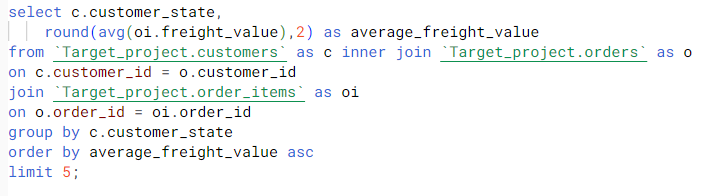 select c.customer_state,
round(avg(oi.freight_value),2) as average_freight_value
from `Target_project.customers` as c inner join `Target_project.orders` as o
on c.customer_id = o.customer_id
join `Target_project.order_items` as oi
on o.order_id = oi.order_id
group by c.customer_state
order by average_freight_value asc
limit 5;